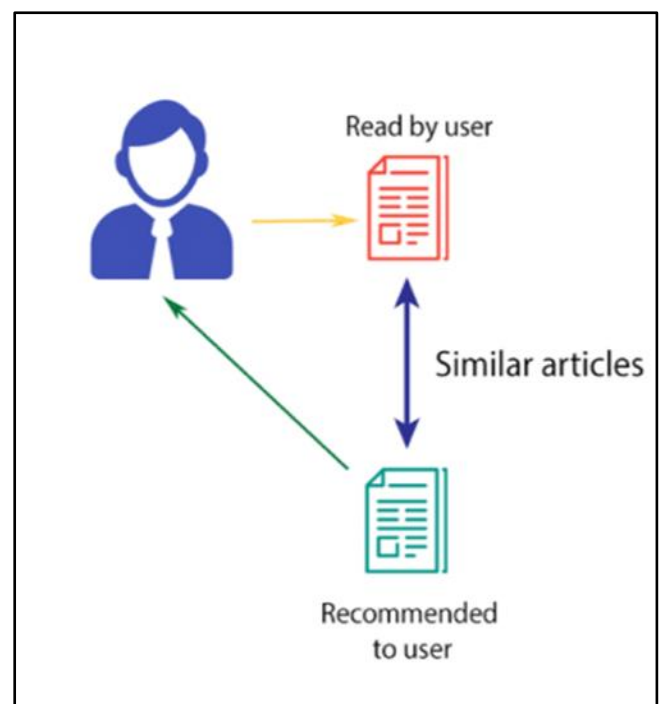 Read by user
Similar articles
Recommended
to user